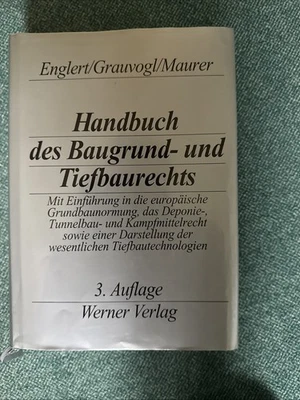 Englert/Grauvogl/Maurer
Handbuch
des Baugrund- und
Tiefbaurechts
Mit Einführung in die europäische
Grundbaunormung, das Deponie-,
Tunnelbau- und Kampfmittelrecht
sowie einer Darstellung der
wesentlichen Tiefbautechnologien
3. Auflage
Werner Verlag